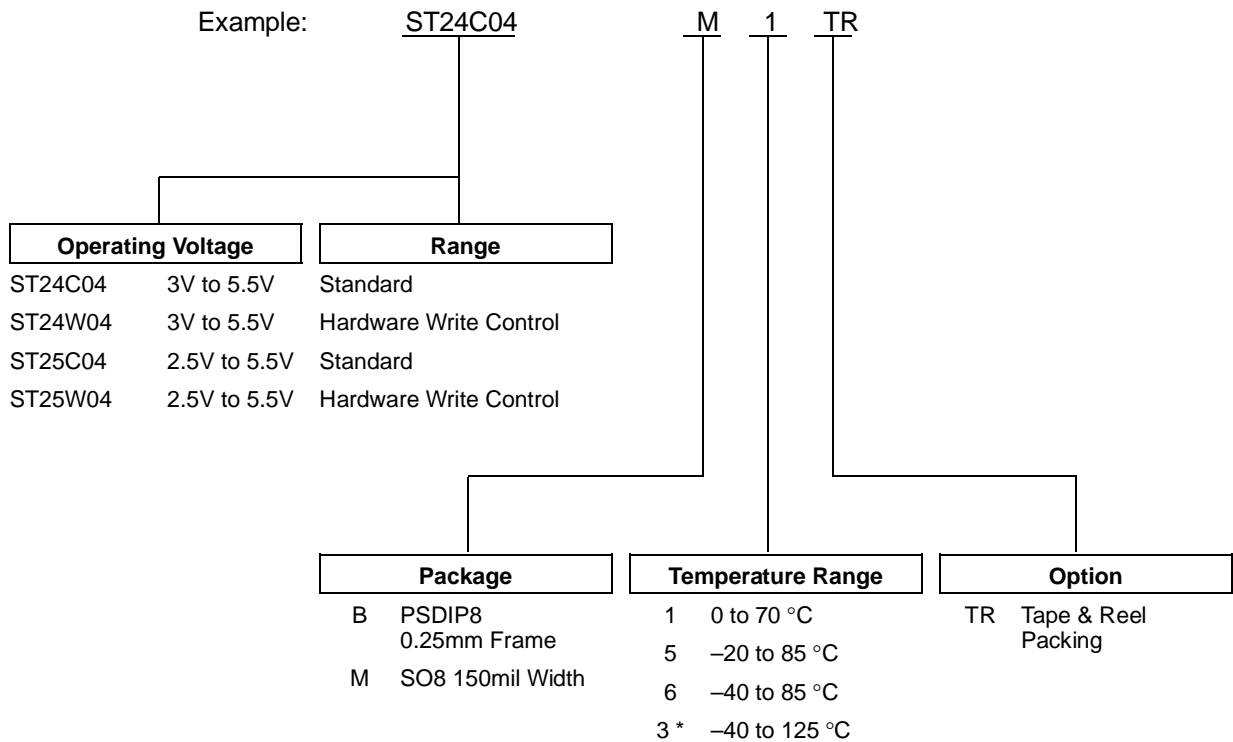 Example: ST24C04 M 1 TR
Operating Voltage Range
ST24C04 3V to 5.5V Standard
ST24W04 3V to 5.5V Hardware Write Control
ST25C04 2.5V to 5.5V Standard
ST25W04 2.5V to 5.5V Hardware Write Control
Package
B PSDIP8
0.25mm Frame
M SO8 150mil Width
Temperature Range
1 0 to 70 °C
5 –20 to 85 °C
6 –40 to 85 °C
3 * –40 to 125 °C
Option
TR Tape & Reel
Packing